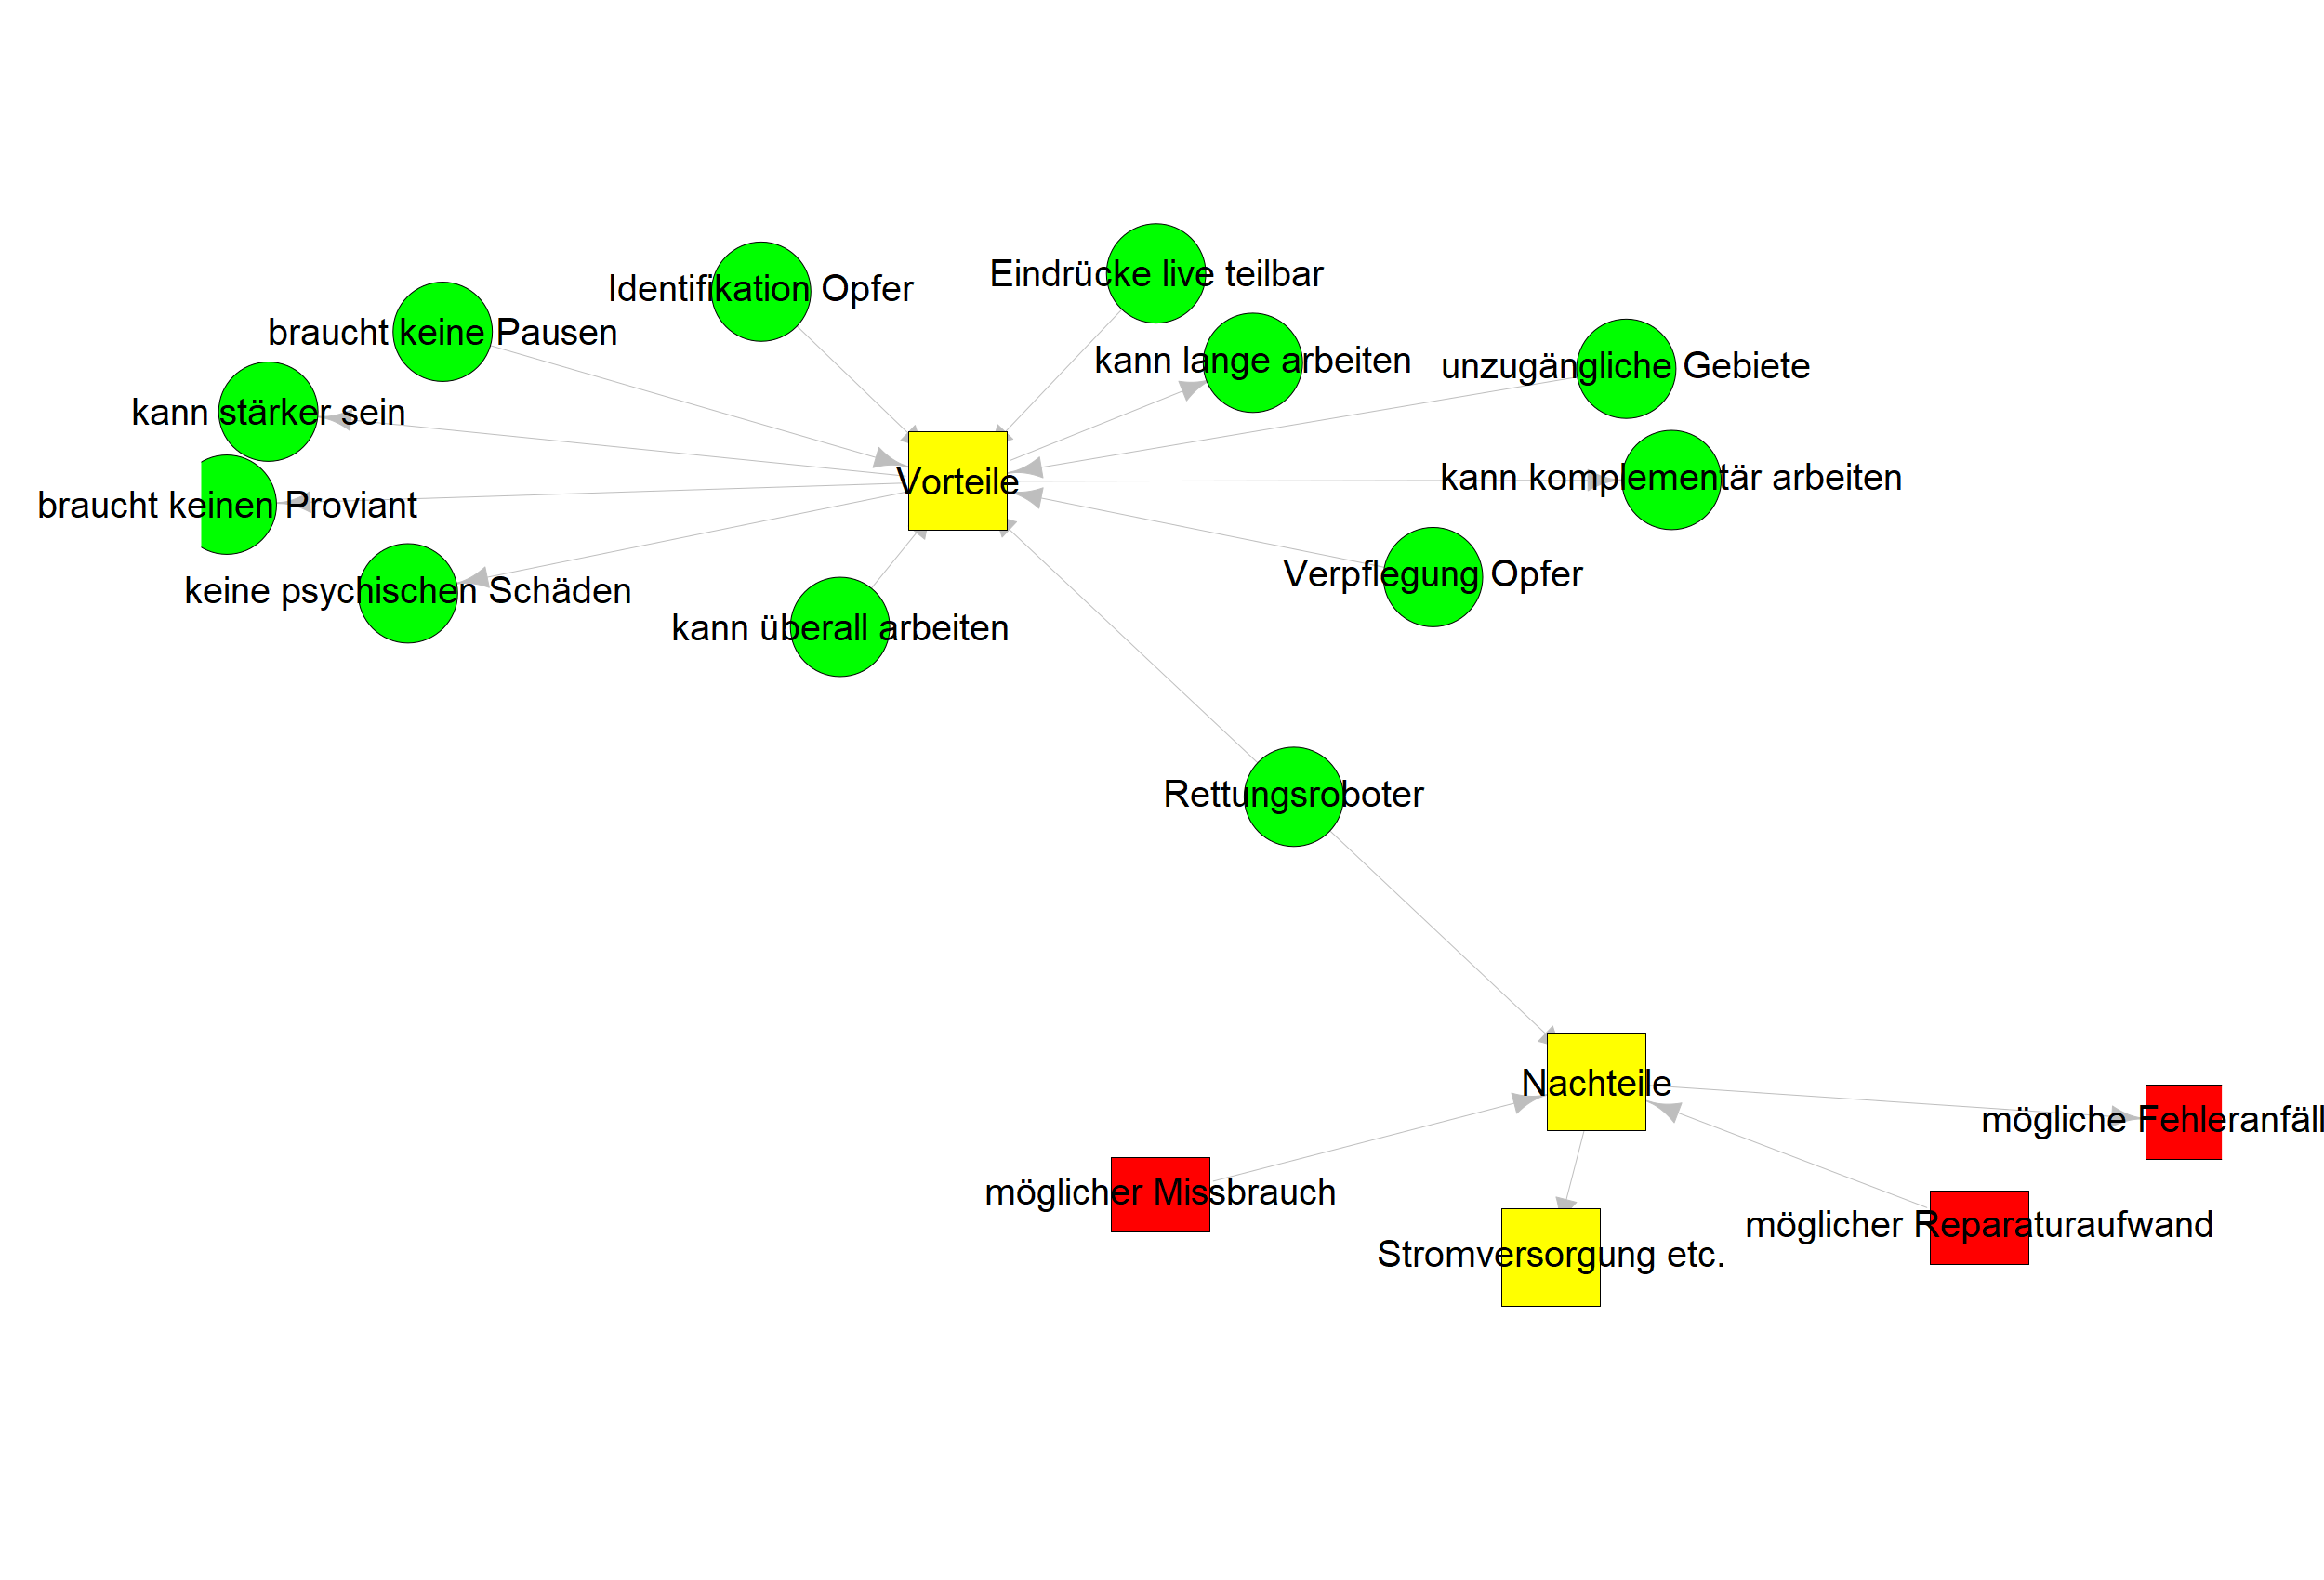 Eindrücke live teilbar
Identifikation Opfer
braucht keine Pausen
kann lange arbeiten
unzugängliche Gebiete
kann stärker sein
kann komplementär arbeiten
Vorteile
braucht keinen Proviant
Verpflegung Opfer
keine psychischen Schäden
kann überall arbeiten
Rettungsroboter
Nachteile
mögliche Fehleranfäll
möglicher Missbrauch
möglicher Reparaturaufwand
Stromversorgung etc.